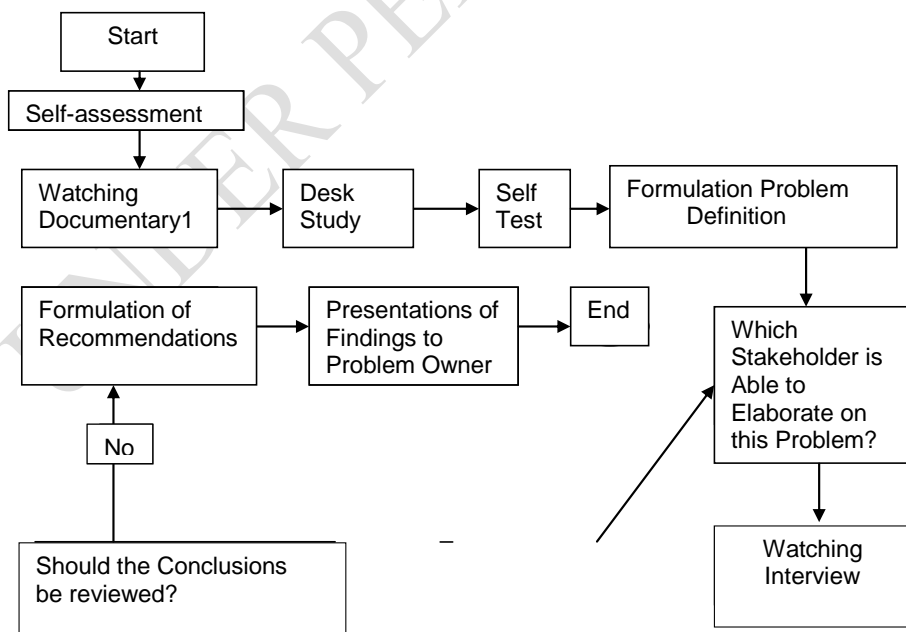 Start
Self-assessment
Watching
Documentary1
Desk
Study
Self
Test
Formulation Problem
Definition
Formulation of
Recommendations
Presentations of
Findings to
Problem Owner
End
Which
Stakeholder is
Able to
Elaborate on
this Problem?
No
Should the Conclusions
be reviewed?
Watching
Interview